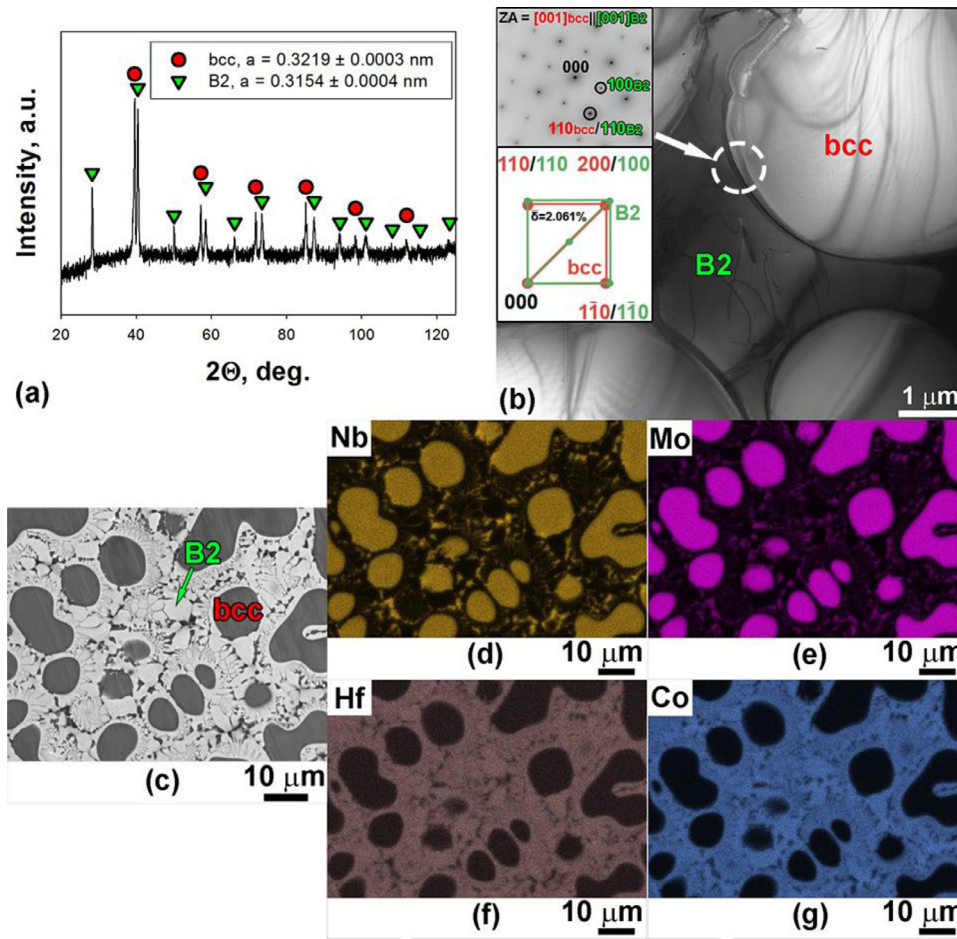 bcc, a = 0.3219 ± 0.0003 nm
B2, a = 0.3154 ± 0.0004 nm
Intensity, a.u.
20 40 60 80 100 120
2Θ, deg.
(a)
ZA = [001]bcc||[001]B2
000
100B2
110bcc/110B2
110/110 200/100
B2
δ̄=2.061%
bcc
000
11̄0/11̄0
bcc
B2
1 μm
(b)
B2
bcc
(c) 10 μm
Nb
(d) 10 μm
Mo
(e) 10 μm
Hf
(f) 10 μm
Co
(g) 10 μm